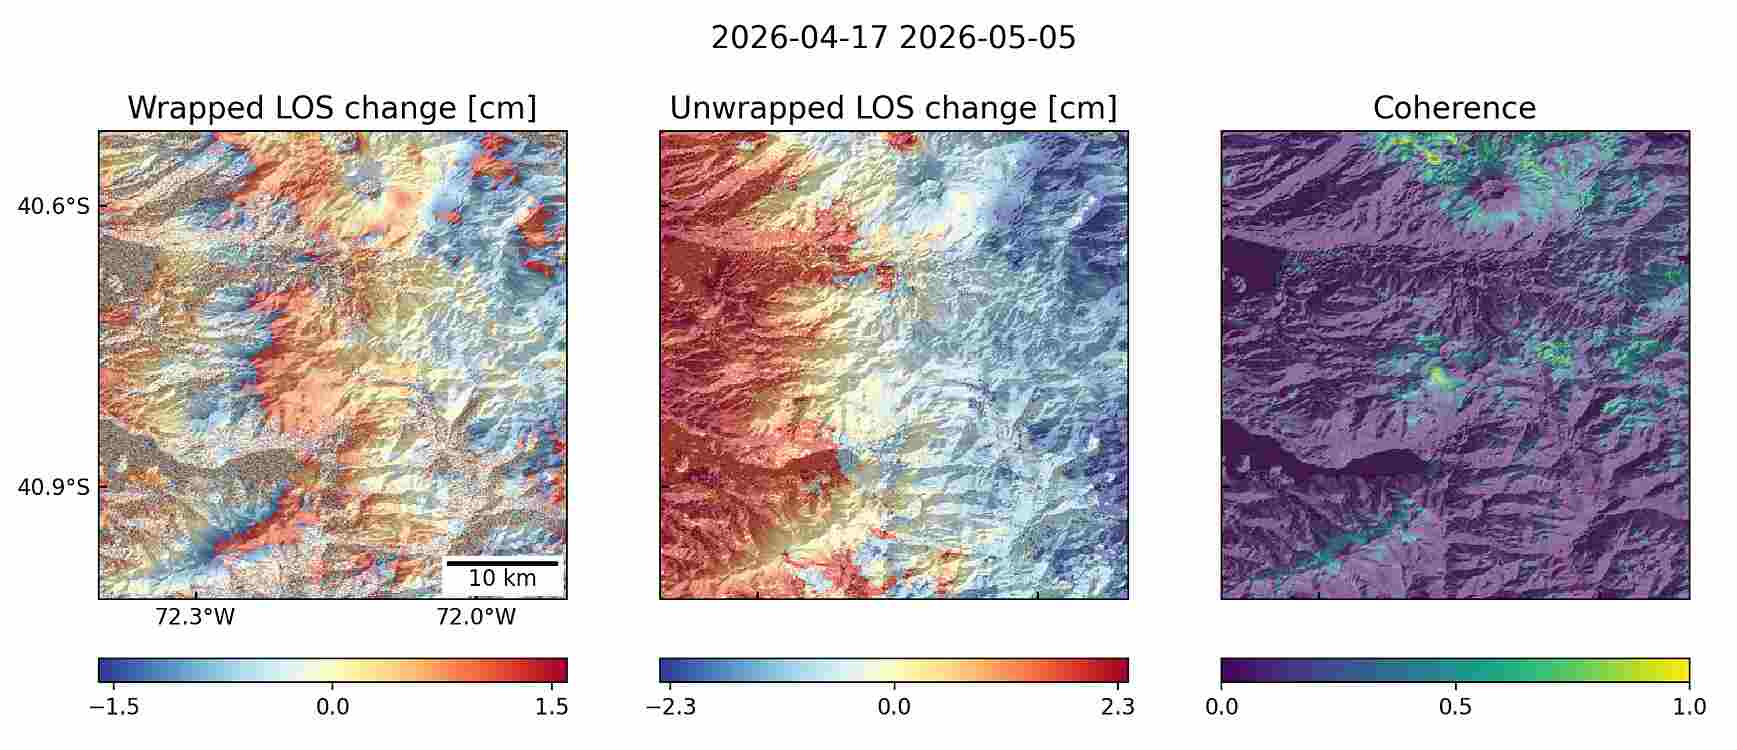 2026-04-17 2026-05-05
Wrapped LOS change [cm]
Unwrapped LOS change [cm]
Coherence
40.6°S
40.9°S
10 km
72.3°W
72.0°W
−1.5
0.0
1.5
−2.3
0.0
2.3
0.0
0.5
1.0